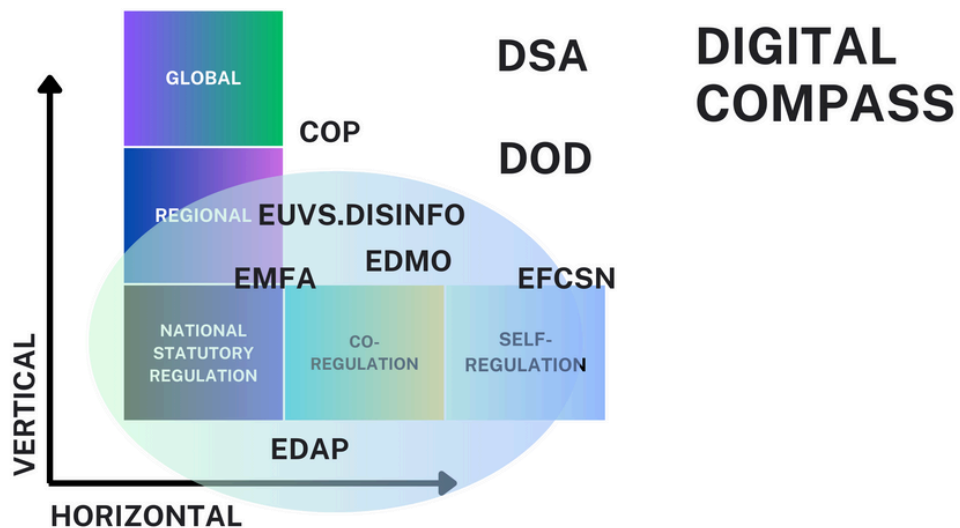 DSA
DIGITAL
COMPASS
GLOBAL
COP
DOD
REGIONAL
EUVS.DISINFO
EDMO
EMFA
EFCSN
NATIONAL
STATUTORY
REGULATION
CO-
REGULATION
SELF-
REGULATION
VERTICAL
EDAP
HORIZONTAL